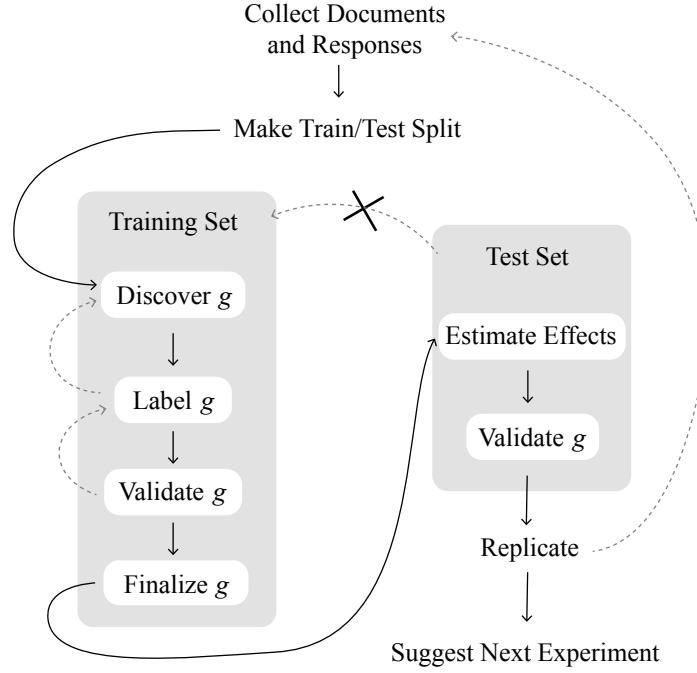 Collect Documents
and Responses
Make Train/Test Split
Training Set
Discover g
Label g
Validate g
Finalize g
Test Set
Estimate Effects
Validate g
Replicate
Suggest Next Experiment